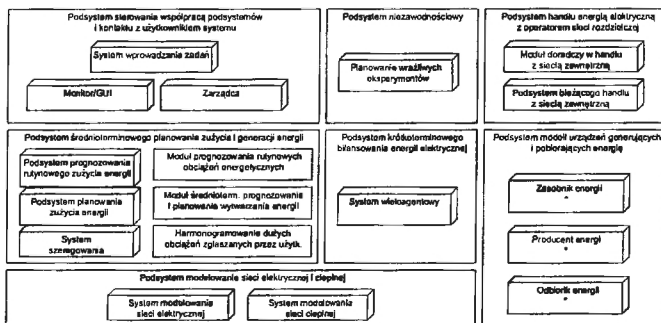 Podsystem sterowania współpracą podsystemów
i kontaktu z użytkownikiem systemu
System wprowadzania zadań
Monitor/GUI
Zarządca
Podsystem niezawodnościowy
Planowanie wrażliwych
eksperymentów
Podsystem handlu energią elektryczną
z operatorem sieci rozdzielczej
Moduł doradczy w handlu
z siecią zewnętrzną
Podsystem bieżącego handlu
z siecią zewnętrzną
Podsystem średnioterminowego planowania zużycia i generacji energii
Podsystem prognozowania
rutynowego zużycia energii
Moduł prognozowania rutynowych
obciążeń energetycznych
Podsystem planowania
zużycia energii
Moduł średnioterm. prognozowania
i planowania wytwarzania energii
System
szeregowania
Harmonogramowanie dużych
obciążeń zgłaszanych przez użytk.
Podsystem krótkoterminowego
bilansowania energii elektrycznej
System wieloagentowy
Podsystem modeli urządzeń generujących
i pobierających energię
Zasobnik energii
*
Producent energi
*
Odbiorik energii
*
Podsystem modelowanie sieci elektrycznej i cieplnej
System modelowania
sieci elektrycznej
System modelowania
sieci cieplnej